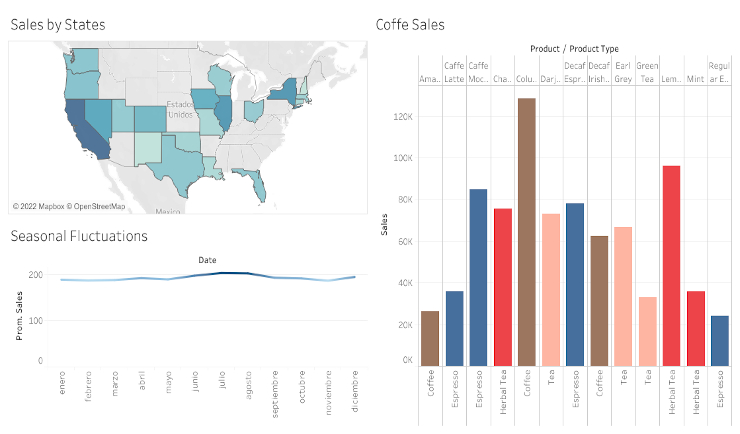 Sales by States
Estados
Unidos
© 2022 Mapbox © OpenStreetMap
Mexico
Seasonal Fluctuations
Date
Prom. Sales
200
100
0
enero
febrero
marzo
abril
mayo
junio
julio
agosto
septiembre
octubre
noviembre
diciembre
Coffe Sales
Product / Product Type
Ama..
Caffe
Latte
Caffe
Moc..
Cha..
Colu..
Darj..
Decaf
Espr..
Decaf
Irish..
Earl
Grey
Green
Tea
Lem..
Mint
Regul
ar E..
Sales
120K
100K
80K
60K
40K
20K
0K
Coffee
Espresso
Espresso
Herbal Tea
Coffee
Tea
Espresso
Coffee
Tea
Tea
Herbal Tea
Herbal Tea
Espresso